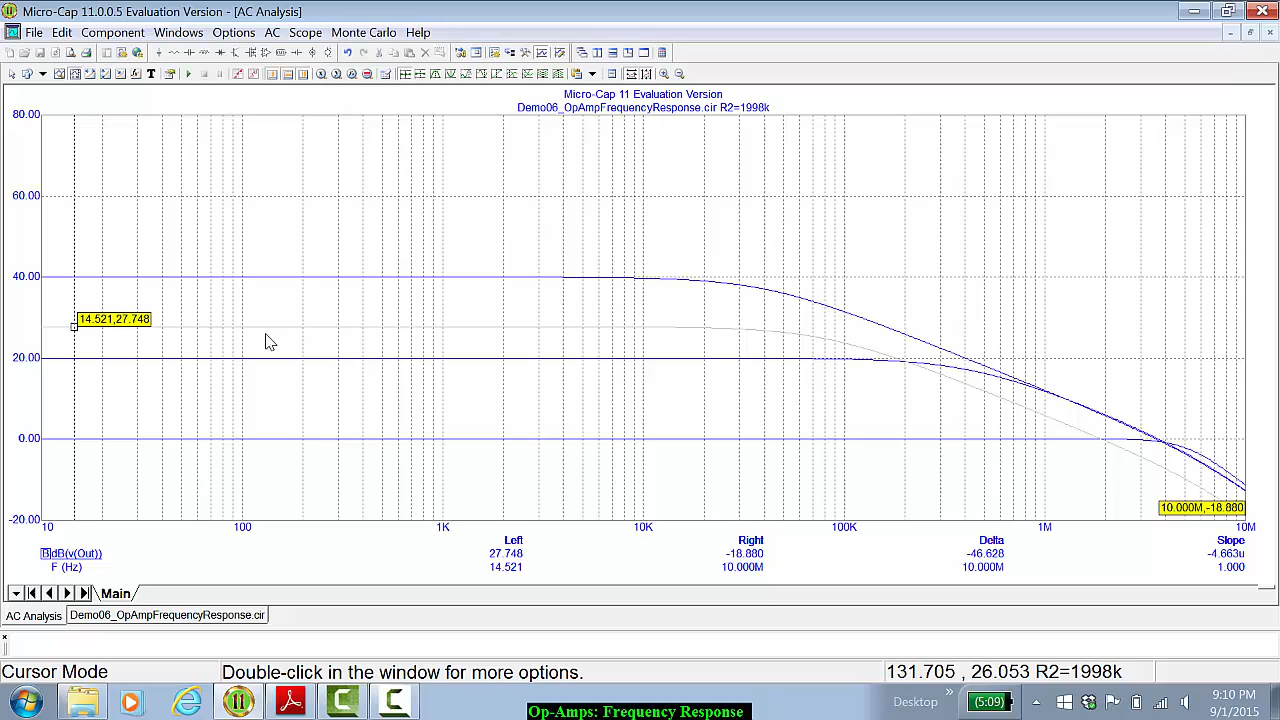 Micro-Cap 11.0.0.5 Evaluation Version - [AC Analysis]
File Edit Component Windows Options AC Scope Monte Carlo Help
Micro-Cap 11 Evaluation Version
Demo06_OpAmpFrequencyResponse.cir R2=1998k
80.00
60.00
40.00
14.521,27.748
20.00
0.00
10.000M,-18.880
-20.00
10 100 1K 10K 100K 1M 10M
Left Right Delta Slope
dB(v(Out)) 27.748 -18.880 -46.628 -4.663u
F (Hz) 14.521 10.000M 10.000M 1.000
Main
AC Analysis Demo06_OpAmpFrequencyResponse.cir
Cursor Mode Double-click in the window for more options. 131.705 , 26.053 R2=1998k
Desktop » (5:09) 9:10 PM
9/1/2015
Op-Amps: Frequency Response